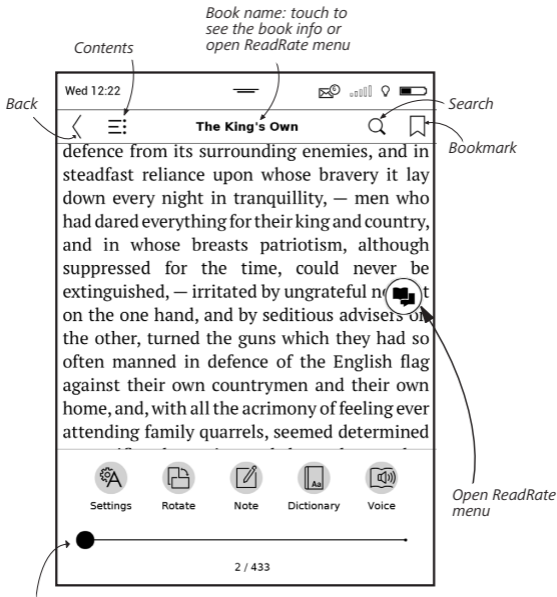 Book name: touch to
see the book info or
open ReadRate menu
Contents
Back
Wed 12:22
The King's Own
Search
Bookmark
defence from its surrounding enemies, and in
steadfast reliance upon whose bravery it lay
down every night in tranquillity, — men who
had dared everything for their king and country,
and in whose breasts patriotism, although
suppressed for the time, could never be
extinguished, — irritated by ungrateful
on the one hand, and by seditious advisers on
the other, turned the guns which they had so
often manned in defence of the English flag
against their own countrymen and their own
home, and, with all the acrimony of feeling ever
attending family quarrels, seemed determined
Open ReadRate
menu
Settings
Rotate
Note
Dictionary
Aa
Voice
2 / 433